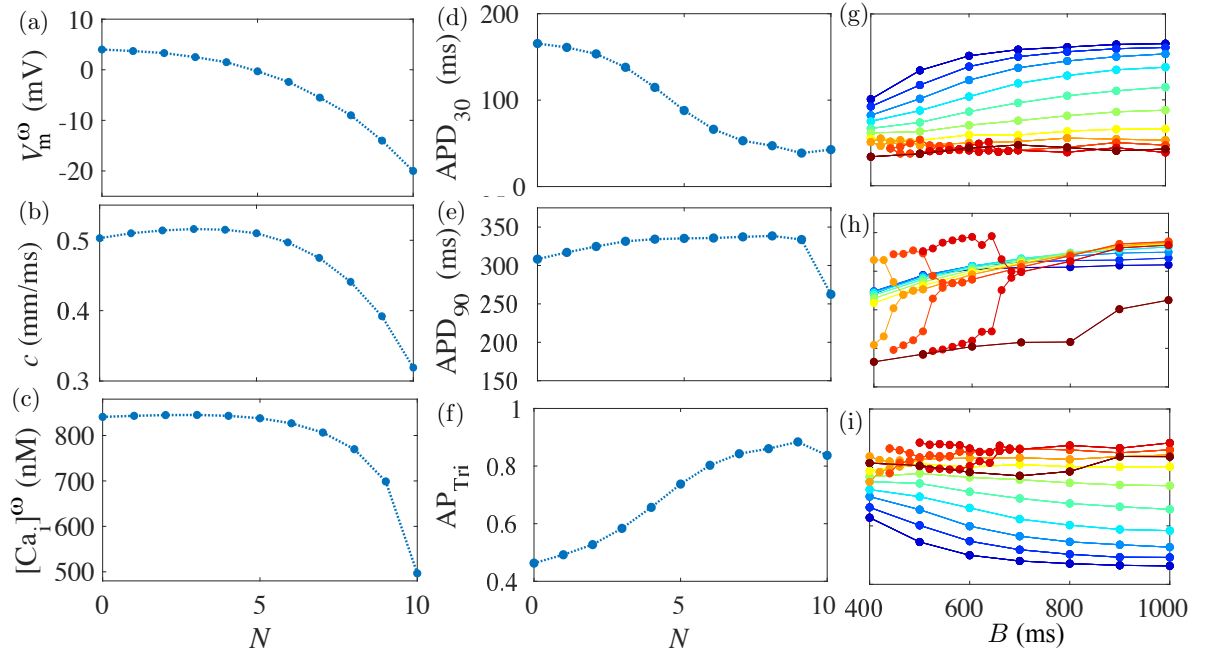 (a)
10
0
-10
-20
V_m^ω (mV)
(b)
0.5
0.4
0.3
c (mm/ms)
(c)
800
700
600
500
[Ca_i]^ω (nM)
0
5
10
N
(d)
200
100
0
APD_30 (ms)
(e)
350
300
250
200
150
APD_90 (ms)
(f)
1
0.8
0.6
0.4
AP_Tri
0
5
10
N
(g)
(h)
(i)
400
600
800
1000
B (ms)